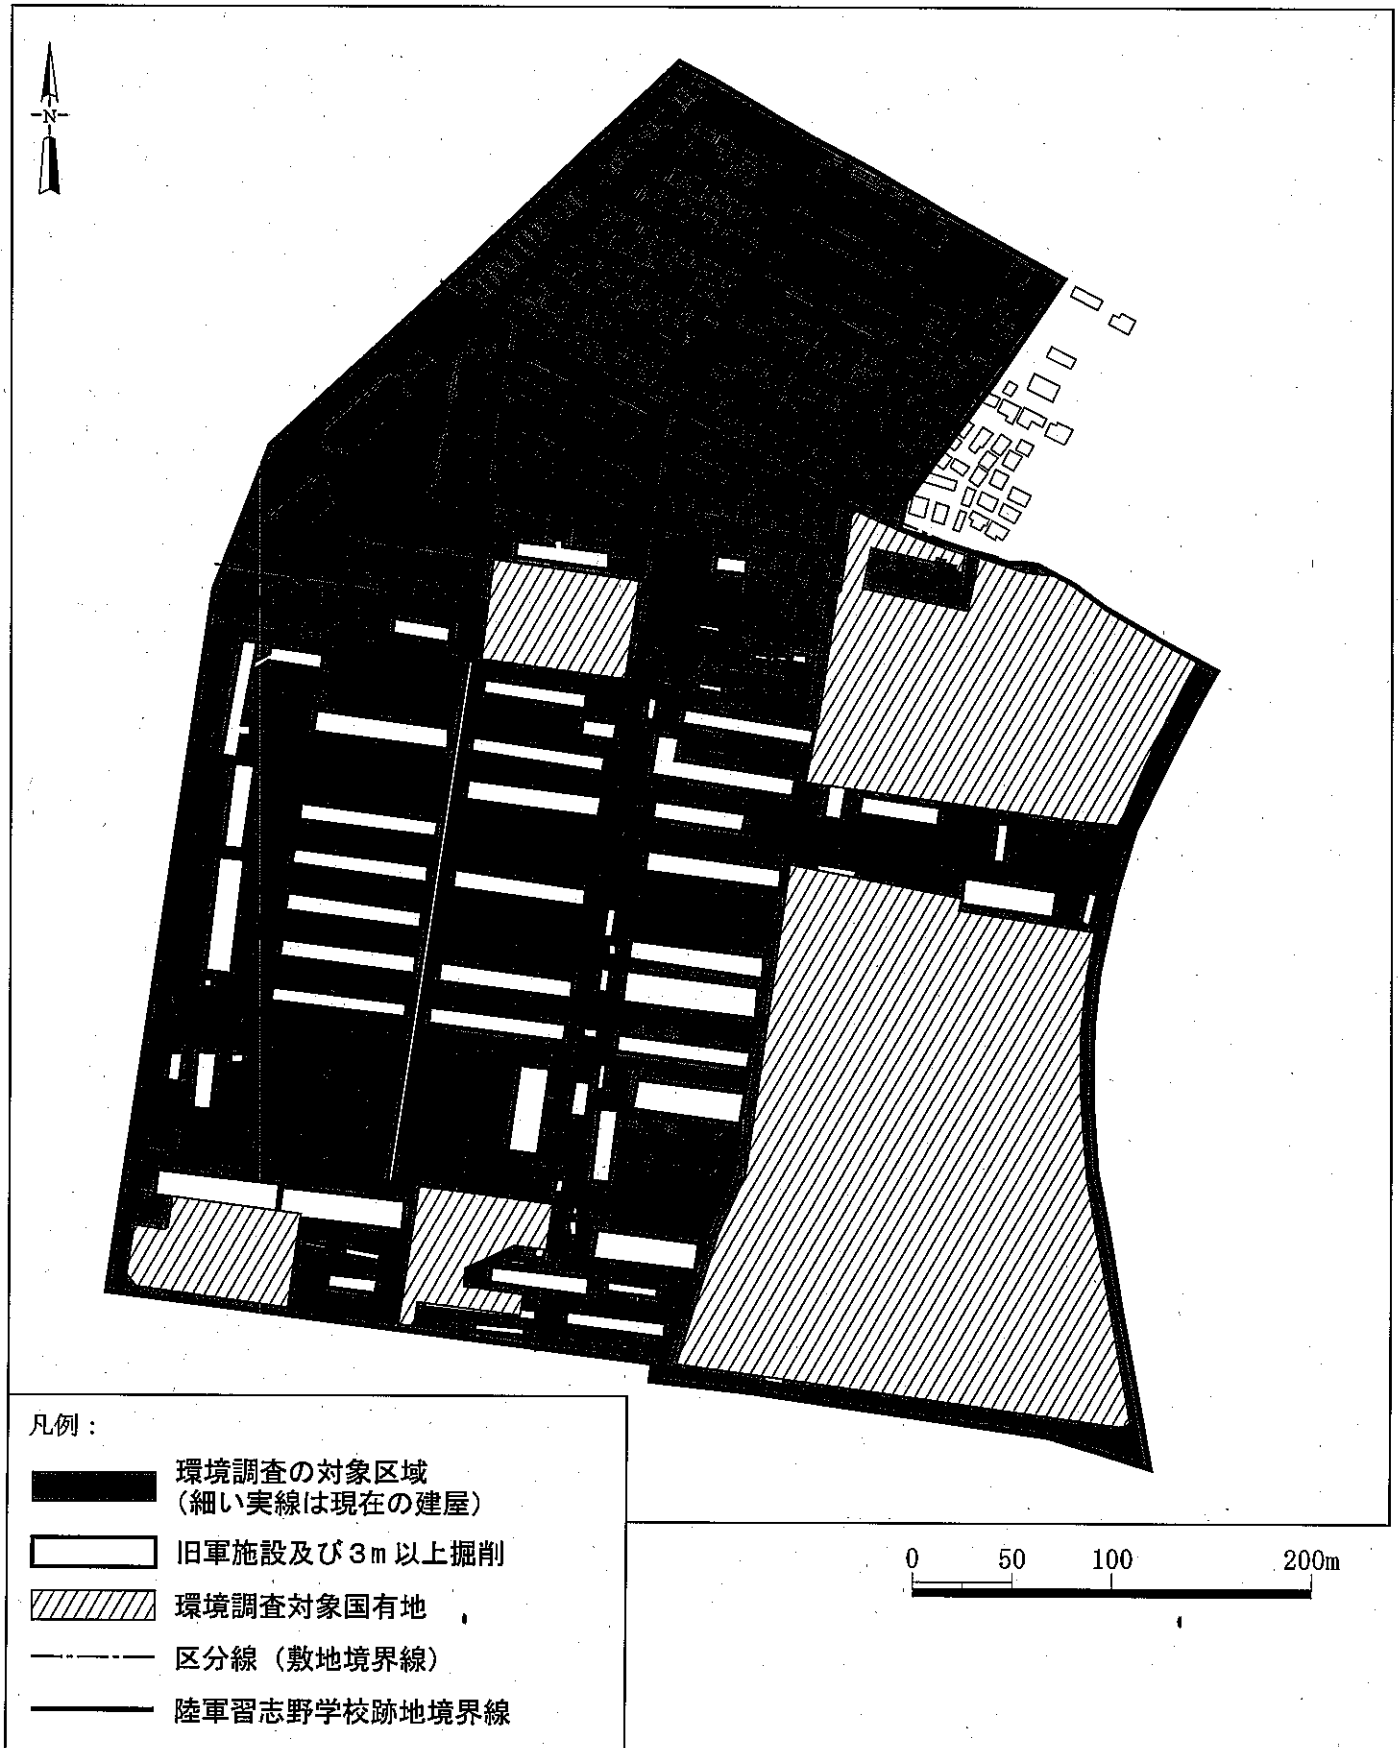 N
凡例：
環境調査の対象区域
（細い実線は現在の建屋）
旧軍施設及び3m以上掘削
環境調査対象国有地
区分線（敷地境界線）
陸軍習志野学校跡地境界線
0 50 100 200m